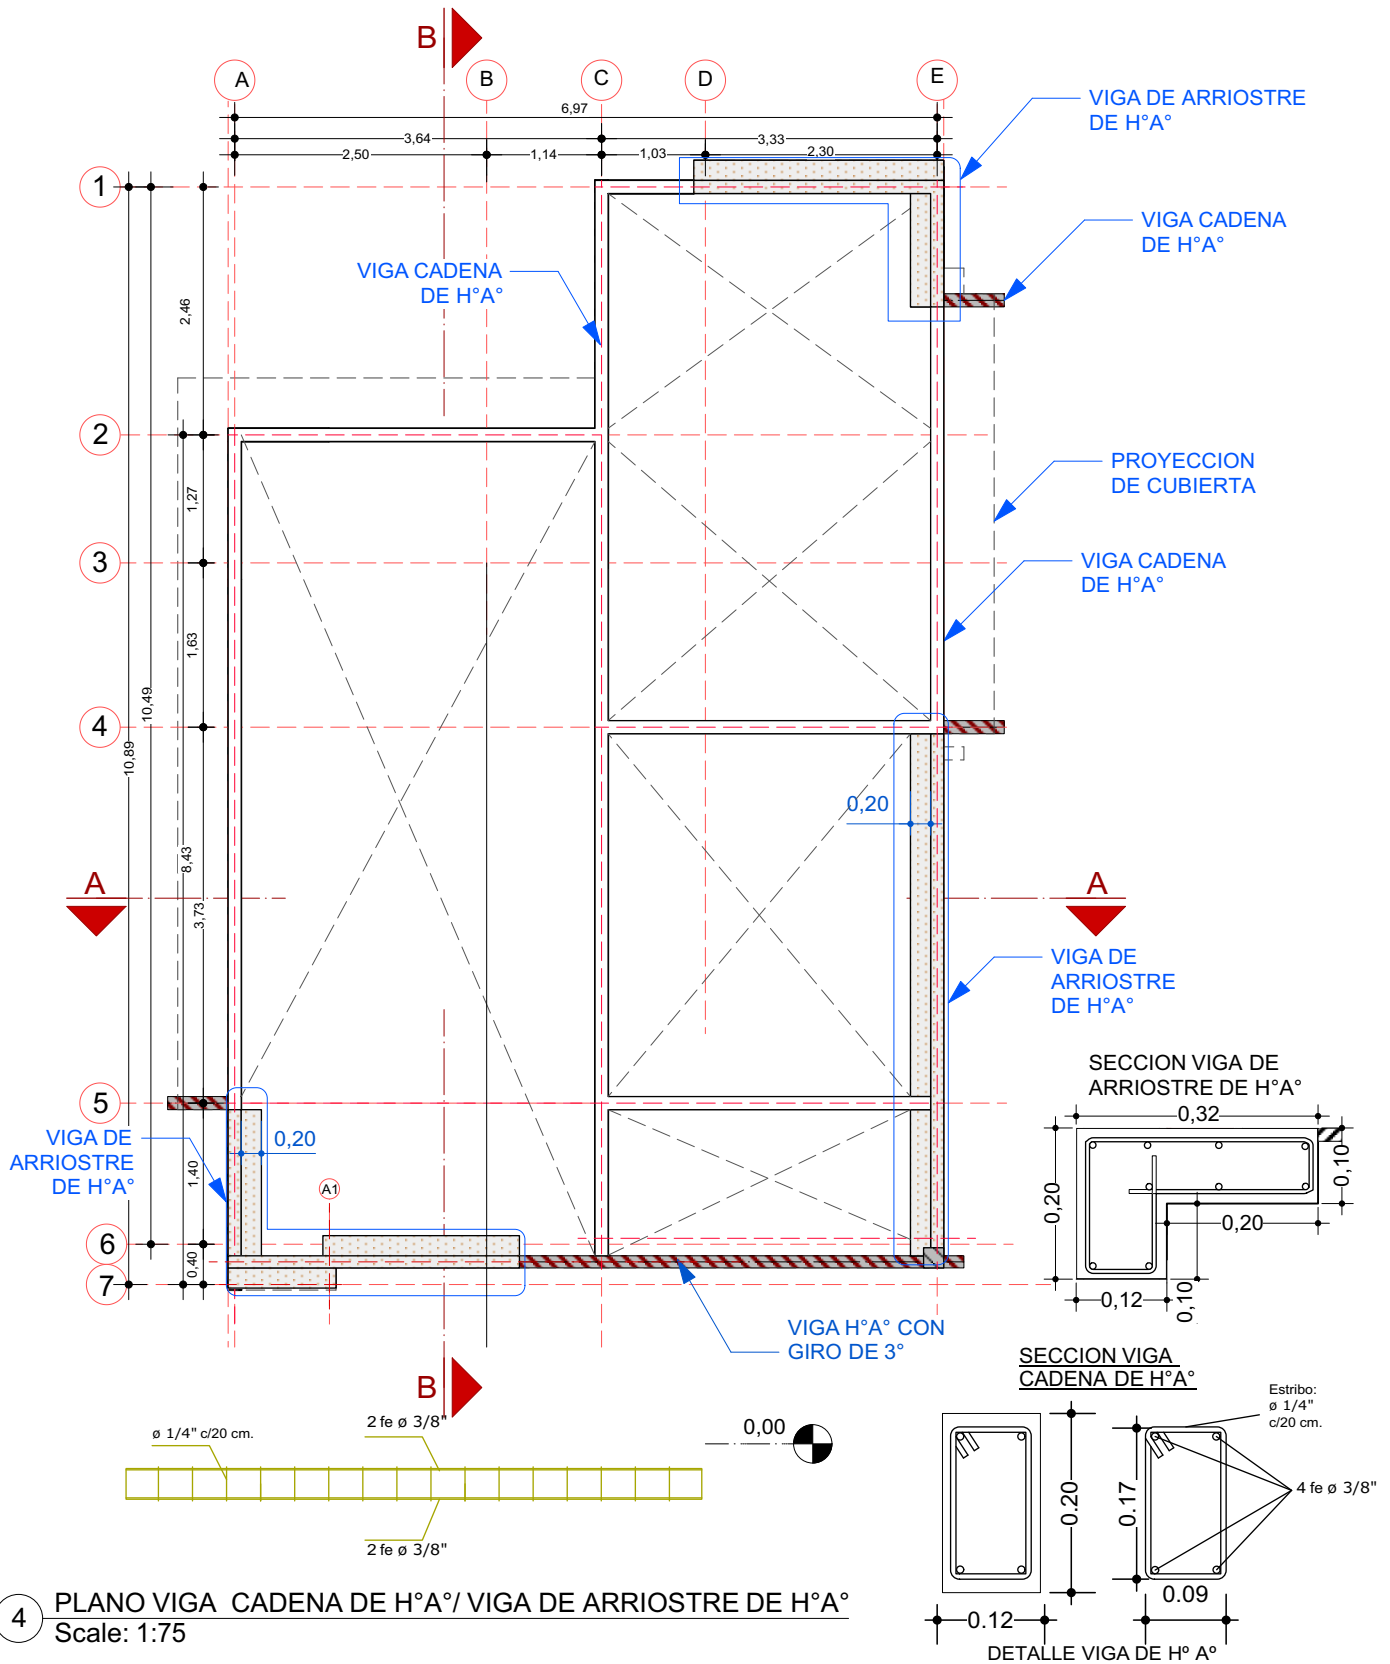 B
A
B
C
D
E
6,97
3,64
3,33
2,50
1,14
1,03
2,30
VIGA DE ARRIOSTRE
DE H°A°
1
VIGA CADENA
DE H°A°
VIGA CADENA
DE H°A°
2,46
2
PROYECCION
DE CUBIERTA
1,27
3
VIGA CADENA
DE H°A°
1,63
10,49
4
10,89
0,20
8,43
A
A
3,73
VIGA DE
ARRIOSTRE
DE H°A°
SECCION VIGA DE
ARRIOSTRE DE H°A°
5
0,32
VIGA DE
ARRIOSTRE
DE H°A°
0,20
1,40
A1
0,10
0,20
0,20
6
0,40
7
0,12
0,10
VIGA H°A° CON
GIRO DE 3°
SECCION VIGA
CADENA DE H°A°
B
Estribo:
ø 1/4"
c/20 cm.
2 fe ø 3/8"
ø 1/4" c/20 cm.
0,00
0.20
0.17
4 fe ø 3/8"
2 fe ø 3/8"
0.12
0.09
4
PLANO VIGA CADENA DE H°A°/ VIGA DE ARRIOSTRE DE H°A°
Scale: 1:75
DETALLE VIGA DE Hº Aº